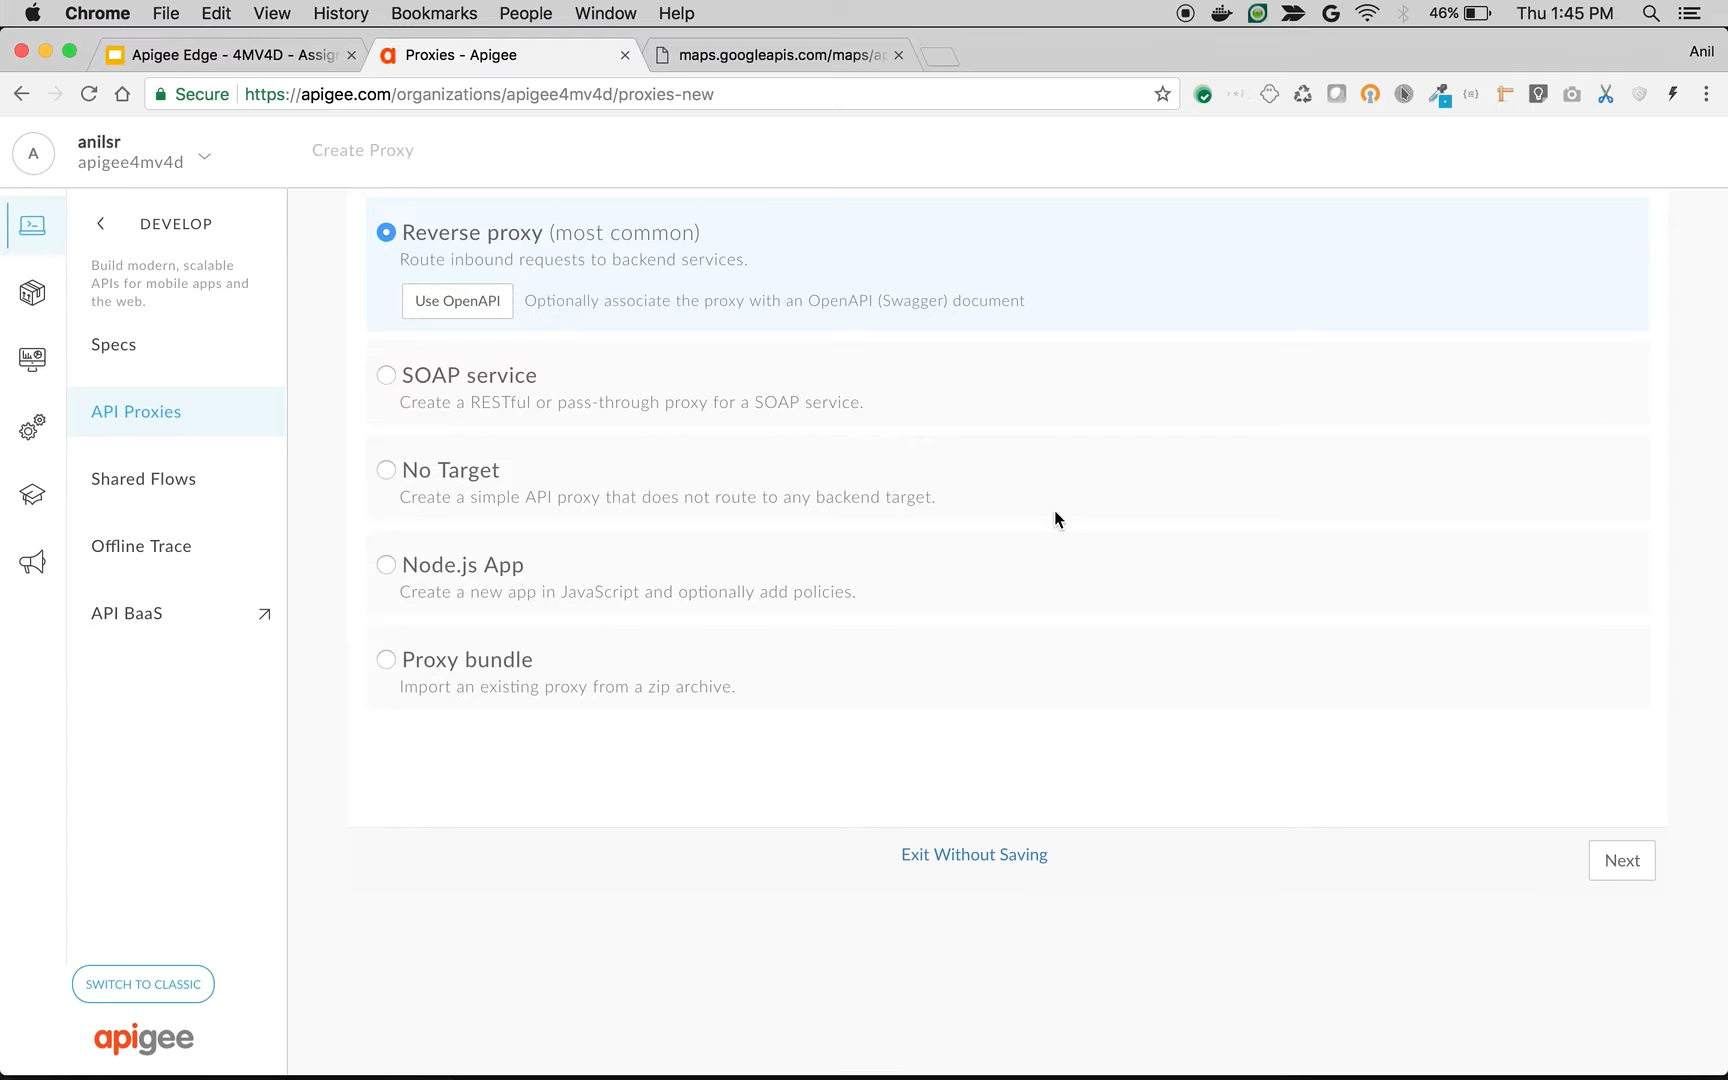 Chrome File Edit View History Bookmarks People Window Help 46% Thu 1:45 PM
Apigee Edge - 4MV4D - Assig Proxies - Apigee maps.googleapis.com/maps/ap Anil
Secure https://apigee.com/organizations/apigee4mv4d/proxies-new
A
anilsr
apigee4mv4d
Create Proxy
DEVELOP
Build modern, scalable
APIs for mobile apps and
the web.
Specs
API Proxies
Shared Flows
Offline Trace
API BaaS
SWITCH TO CLASSIC
apigee
Reverse proxy (most common)
Route inbound requests to backend services.
Use OpenAPI Optionally associate the proxy with an OpenAPI (Swagger) document
SOAP service
Create a RESTful or pass-through proxy for a SOAP service.
No Target
Create a simple API proxy that does not route to any backend target.
Node.js App
Create a new app in JavaScript and optionally add policies.
Proxy bundle
Import an existing proxy from a zip archive.
Exit Without Saving
Next